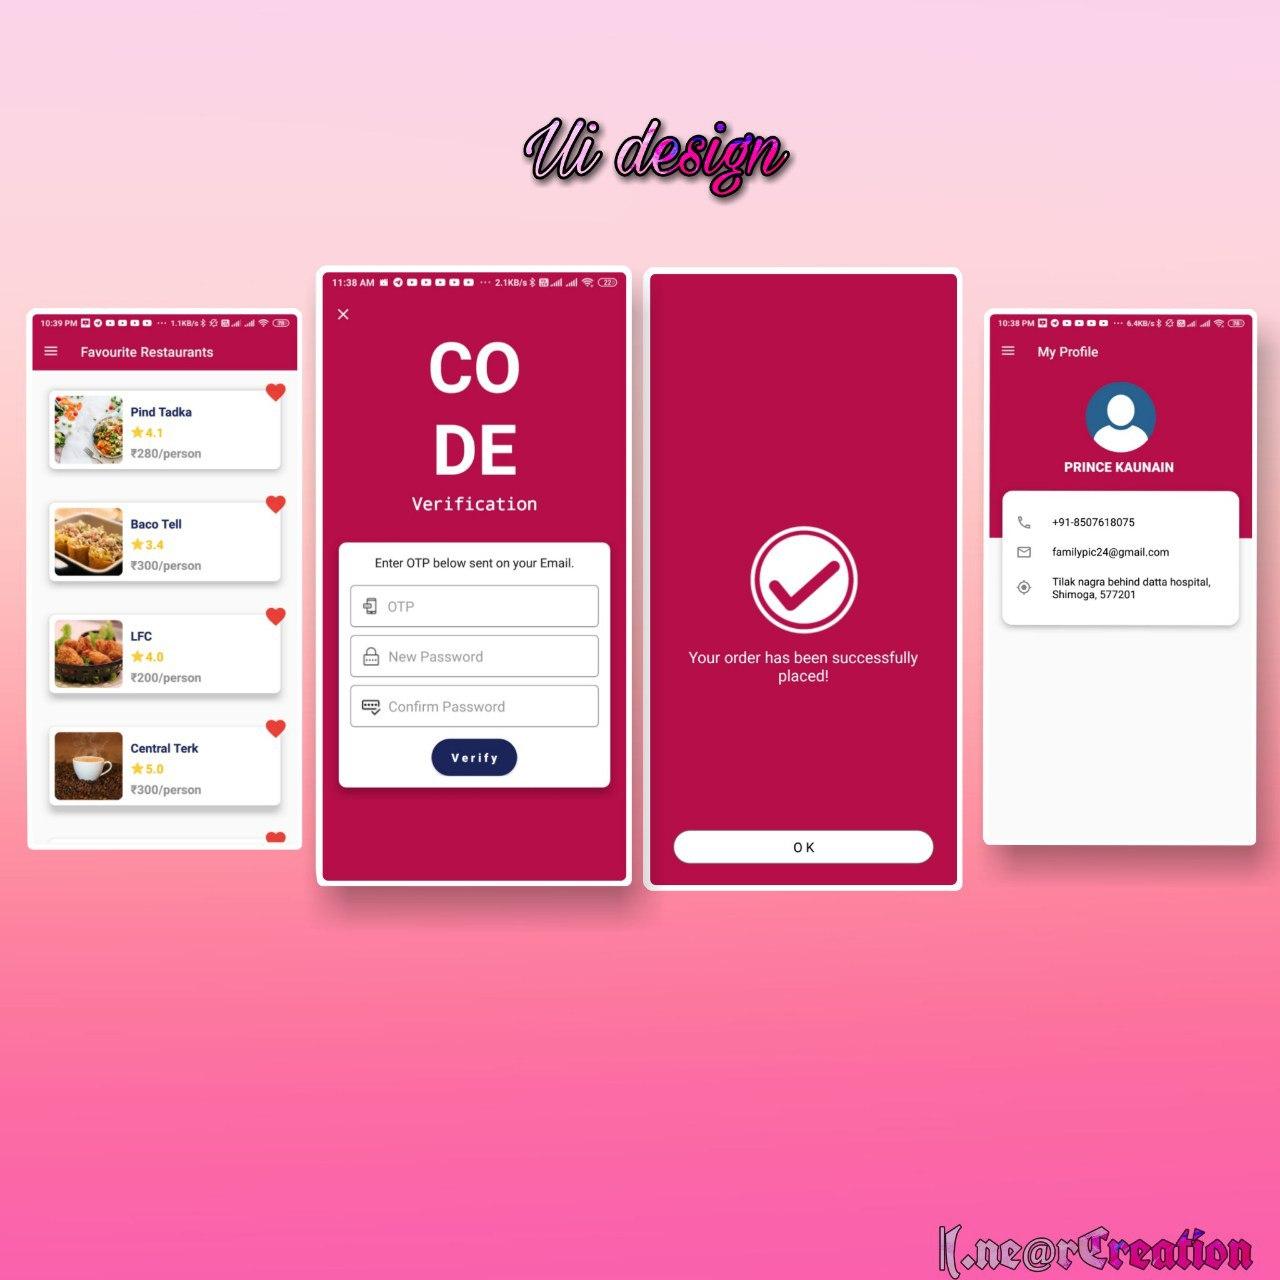 Ui design
10:39 PM ··· 1.1KB/s 78
Favourite Restaurants
Pind Tadka
4.1
₹280/person
Baco Tell
3.4
₹300/person
LFC
4.0
₹200/person
Central Terk
5.0
₹300/person
11:38 AM ··· 2.1KB/s 22
CO
DE
Verification
Enter OTP below sent on your Email.
OTP
New Password
Confirm Password
Verify
Your order has been successfully
placed!
OK
10:38 PM ··· 6.4KB/s 78
My Profile
PRINCE KAUNAIN
+91-8507618075
familypic24@gmail.com
Tilak nagra behind datta hospital,
Shimoga, 577201
K.ne@rCreation